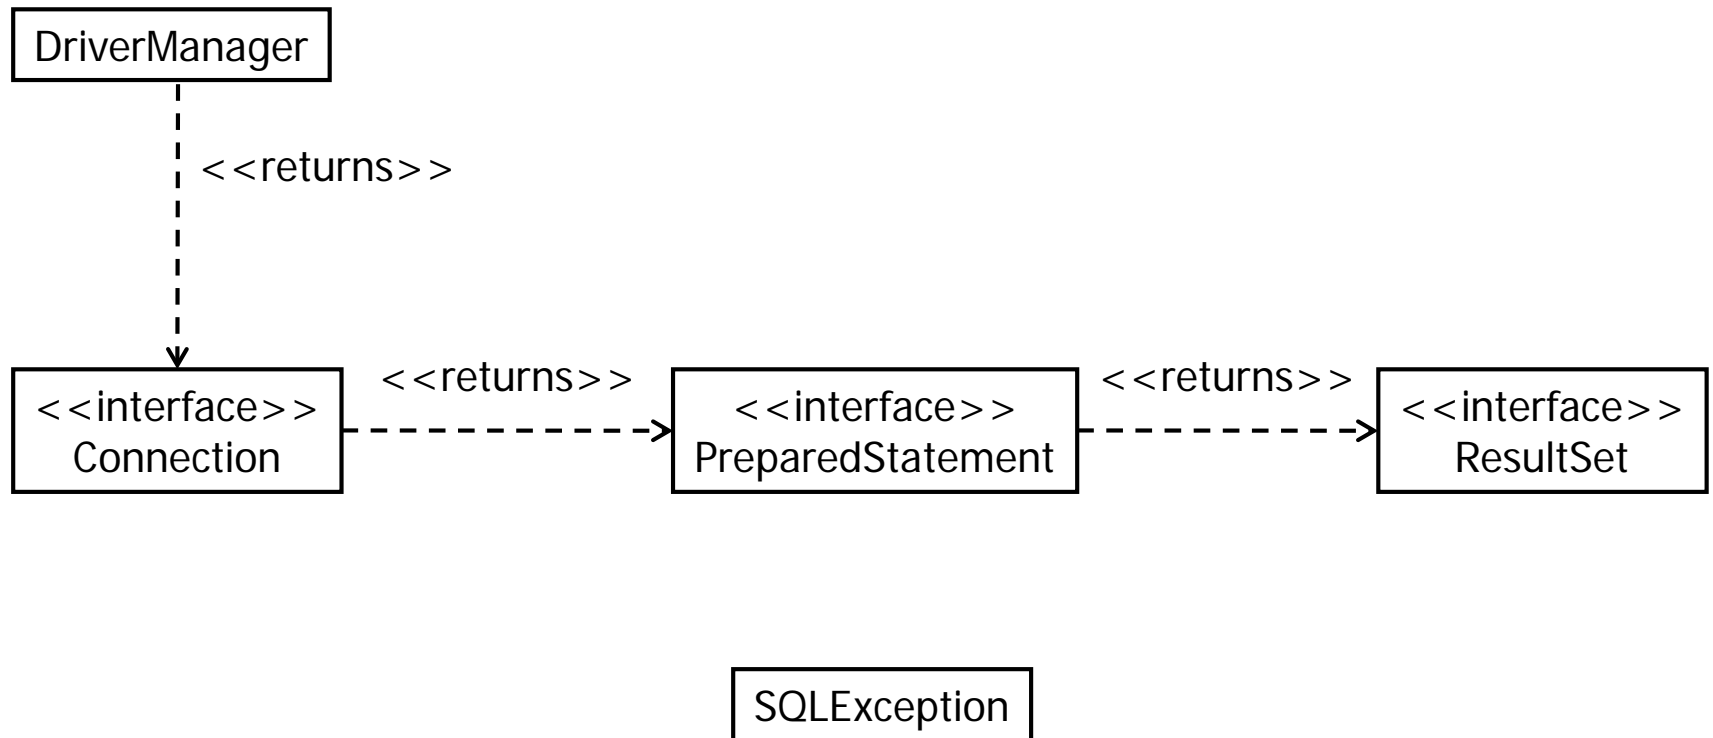 DriverManager
<<returns>>
<<returns>>
<<returns>>
<<interface>>
Connection
<<interface>>
PreparedStatement
<<interface>>
ResultSet
SQLException